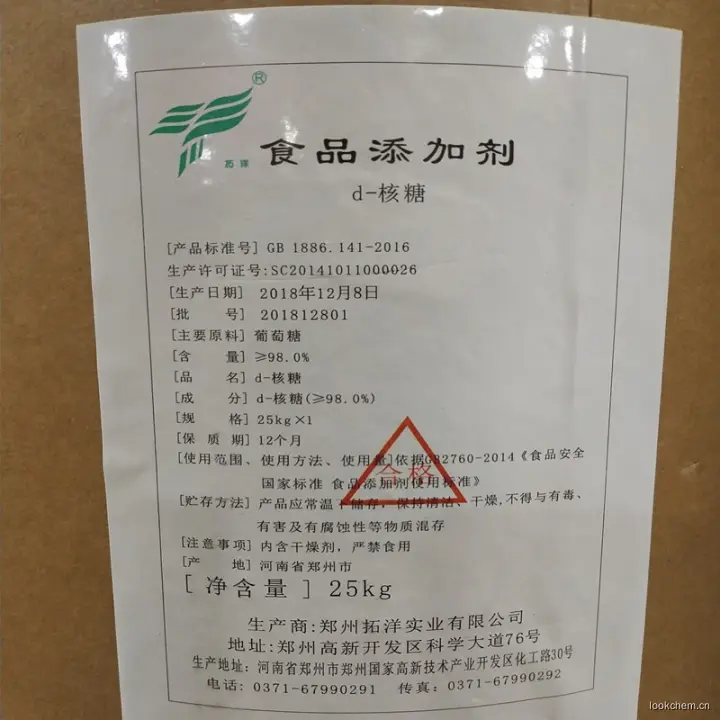 ®
拓洋
食品添加剂
d-核糖
[产品标准号] GB 1886.141-2016
生产许可证号:SC20141011000026
[生产日期] 2018年12月8日
[批 号] 201812801
[主要原料] 葡萄糖
[含 量] ≥98.0%
[品 名] d-核糖
[成 分] d-核糖(≥98.0%)
[规 格] 25kg×1
[保 质 期] 12个月
[使用范围、使用方法、使用量]依据GB2760-2014《食品安全
国家标准 食品添加剂使用标准》
合格
[贮存方法] 产品应常温下储存，保持清洁、干燥,不得与有毒、
有害及有腐蚀性等物质混存
[注意事项] 内含干燥剂，严禁食用
[产 地] 河南省郑州市
[ 净含量 ] 25kg
生产商:郑州拓洋实业有限公司
地址:郑州高新开发区科学大道76号
生产地址: 河南省郑州市郑州国家高新技术产业开发区化工路30号
电话: 0371-67990291 传真: 0371-67990292
lookchem.cn